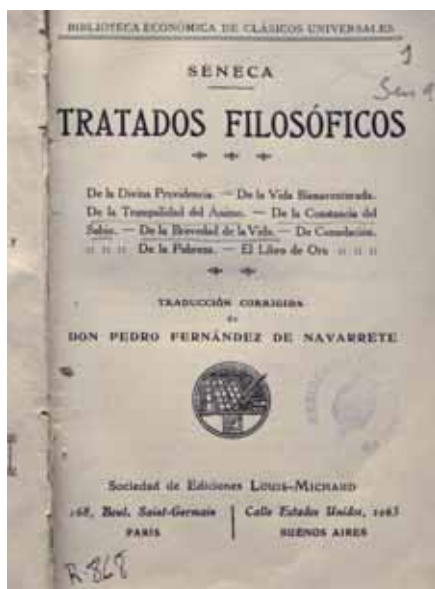 BIBLIOTECA ECONÓMICA DE CLÁSICOS UNIVERSALES
1
SENECA
TRATADOS FILOSÓFICOS
De la Divina Providencia. — De la Vida Bienaventurada.
De la Tranquilidad del Ánimo. — De la Constancia del
Sabio. — De la Brevedad de la Vida. — De Consolación.
De la Pobreza. — El Libro de Oro
TRADUCCIÓN CORREGIDA
de
DON PEDRO FERNÁNDEZ DE NAVARRETE
Sociedad de Ediciones LOUIS-MICHAUD
168, Boul. Saint-Germain
PARIS
Calle Estados Unidos,
BUENOS AIRES
R-868